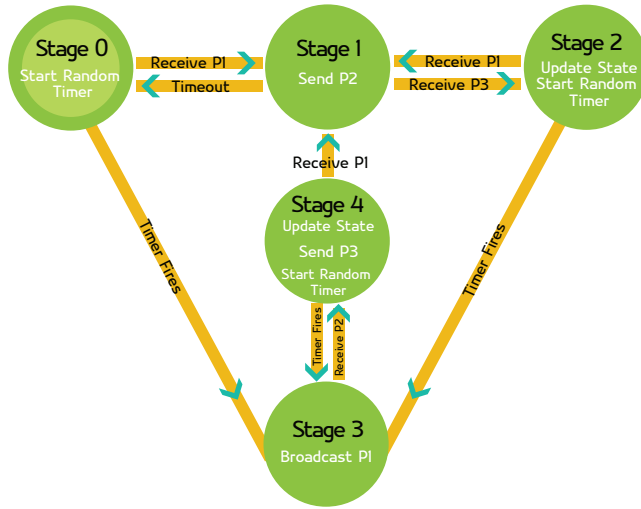 Stage 0
Start Random
Timer
Receive P1
Timeout
Stage 1
Send P2
Receive P1
Receive P3
Stage 2
Update State
Start Random
Timer
Receive P1
Stage 4
Update State
Send P3
Start Random
Timer
Timer Fires
Timer Fires
Timer Fires
Receive P2
Stage 3
Broadcast P1